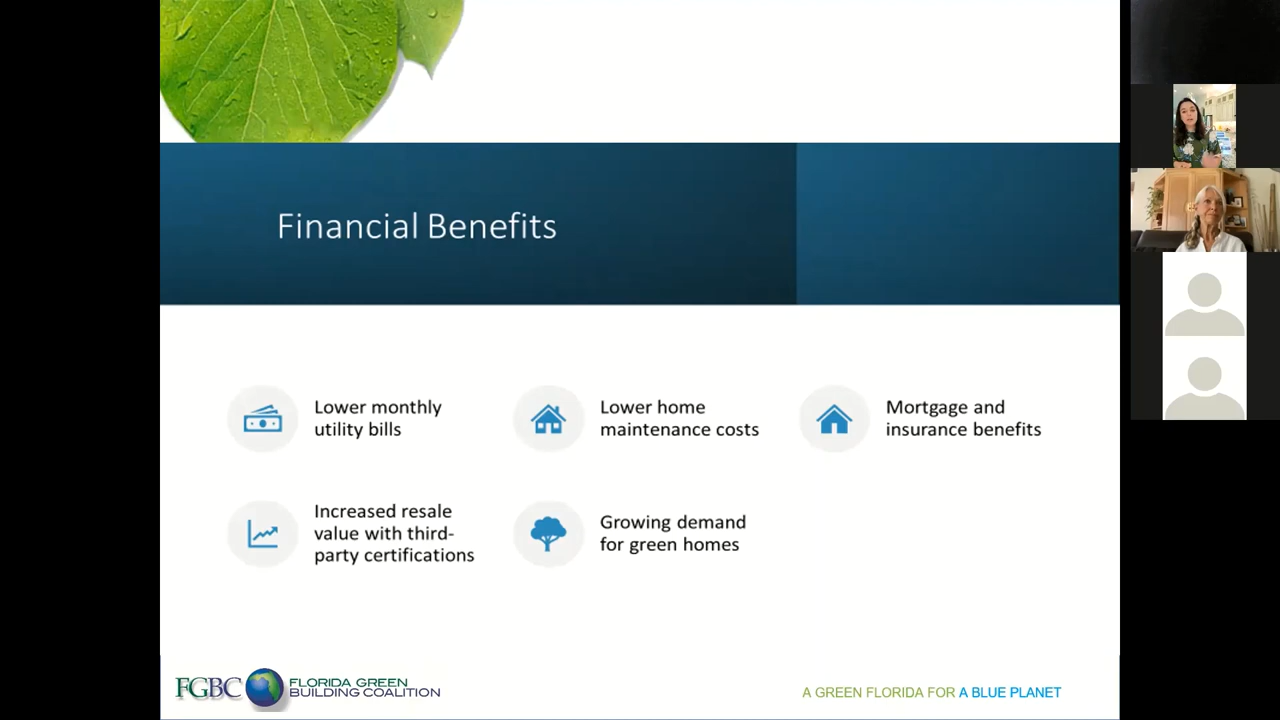 Financial Benefits
Lower monthly
utility bills
Lower home
maintenance costs
Mortgage and
insurance benefits
Increased resale
value with third-
party certifications
Growing demand
for green homes
FGBC
FLORIDA GREEN
BUILDING COALITION
A GREEN FLORIDA FOR A BLUE PLANET